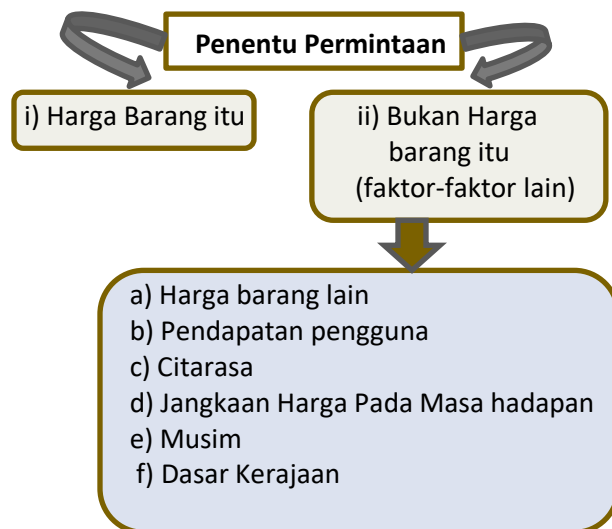 Penentu Permintaan
i) Harga Barang itu
ii) Bukan Harga
barang itu
(faktor-faktor lain)
a) Harga barang lain
b) Pendapatan pengguna
c) Citarasa
d) Jangkaan Harga Pada Masa hadapan
e) Musim
f) Dasar Kerajaan